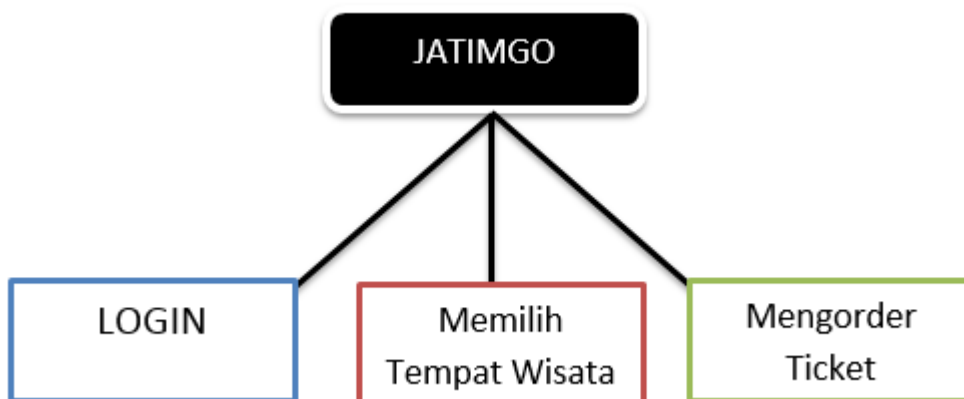 JATIMGO
LOGIN
Memilih
Tempat Wisata
Mengorder
Ticket